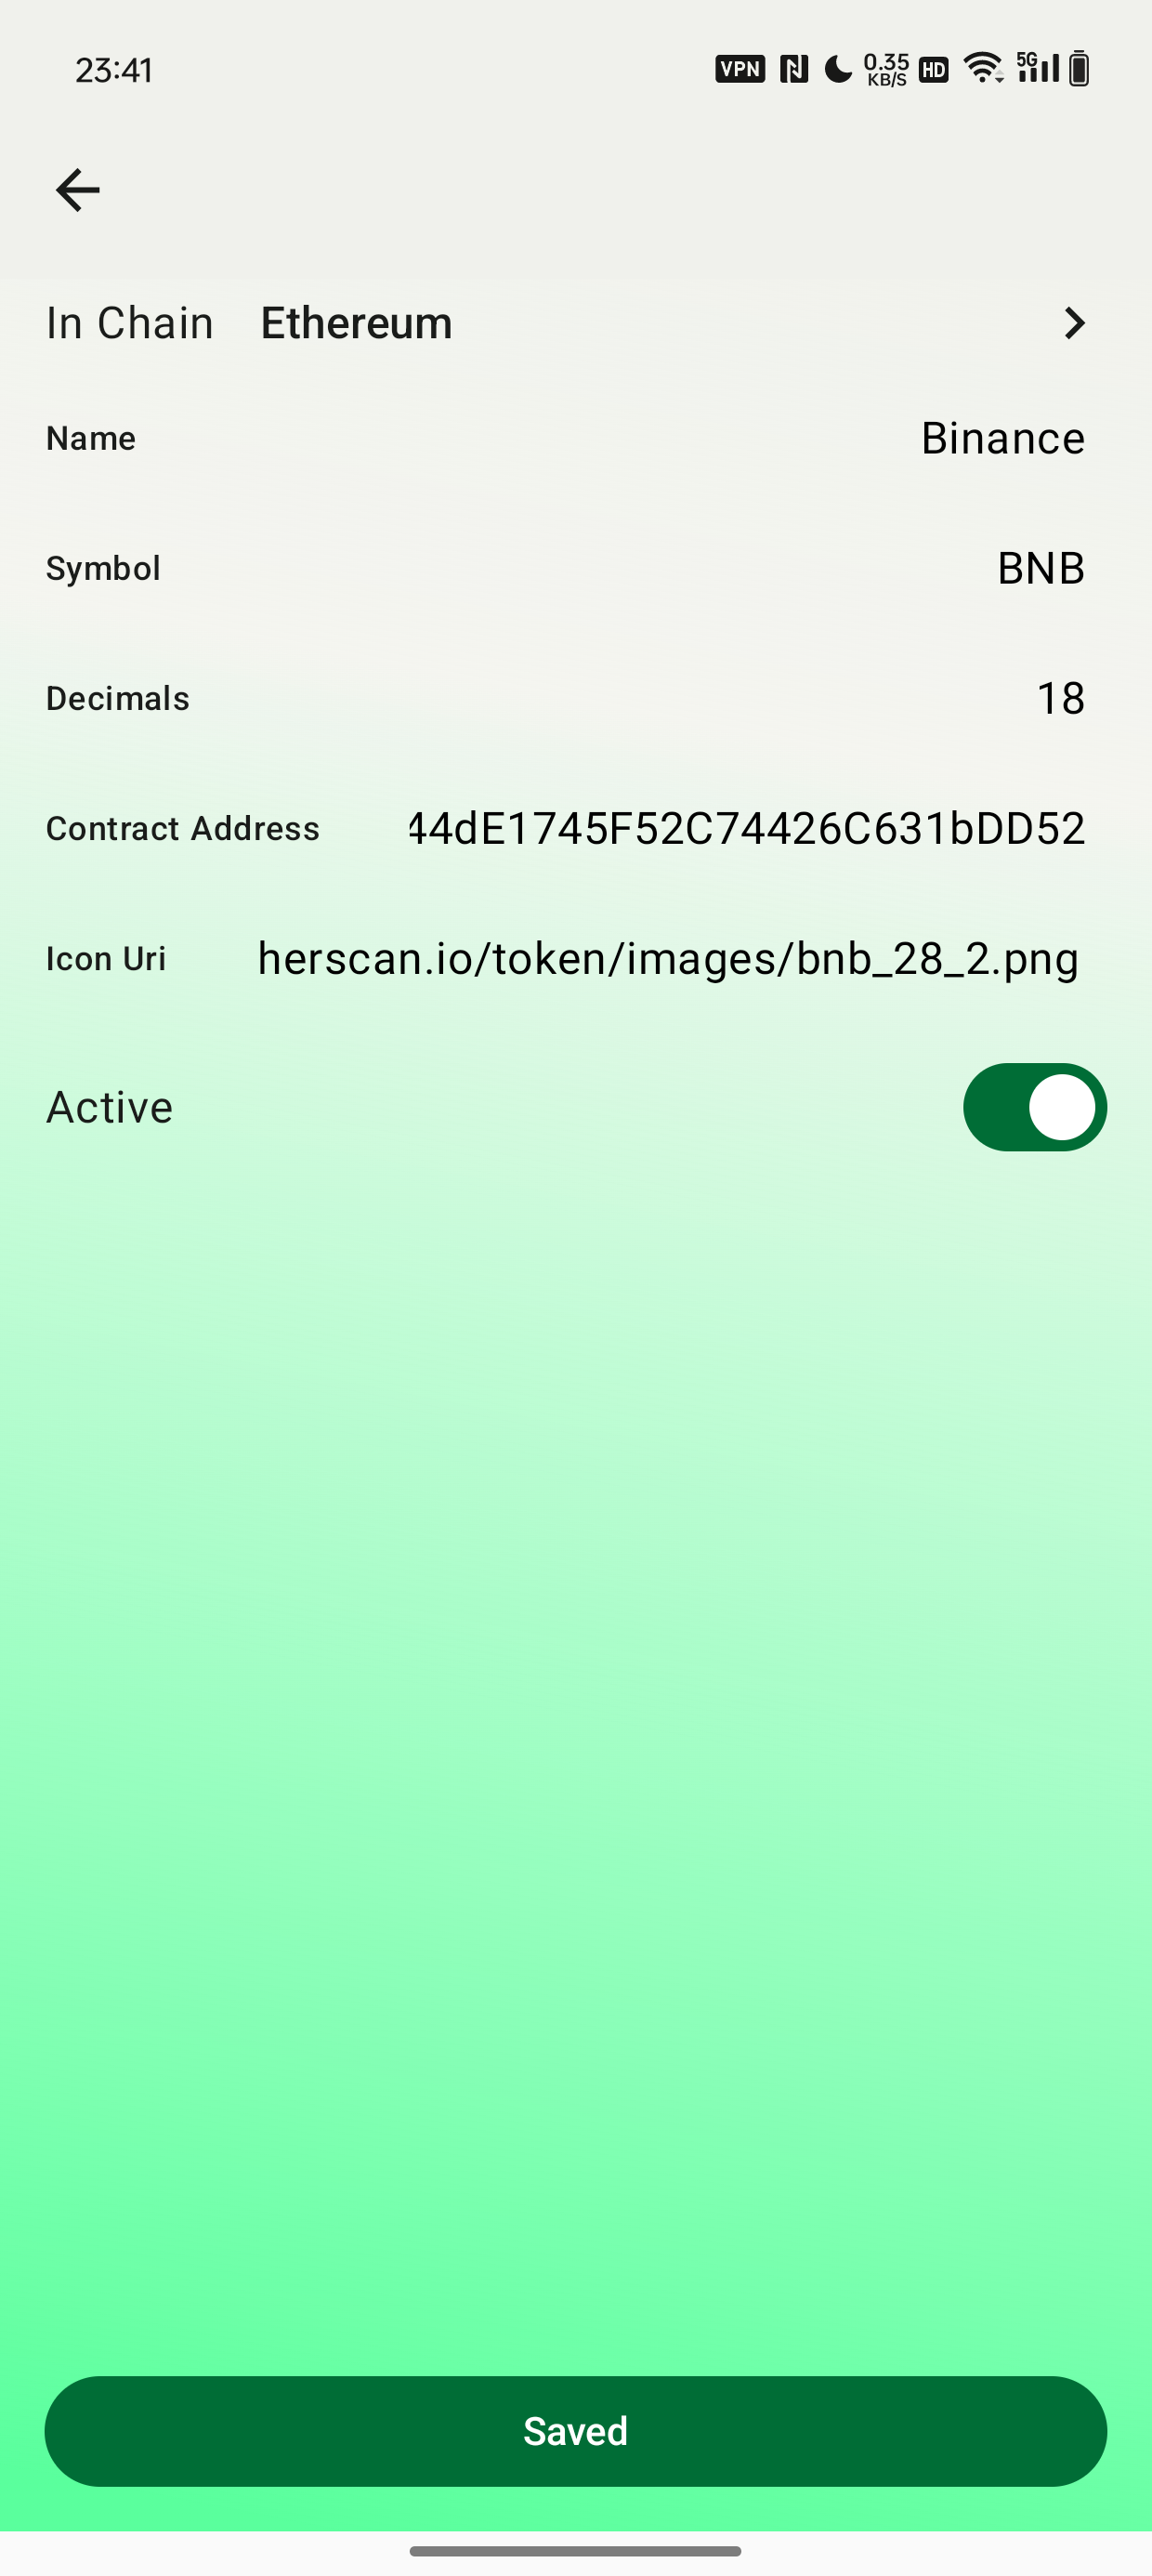 23:41 VPN N 0.35 KB/S HD 5G
In Chain Ethereum
Name Binance
Symbol BNB
Decimals 18
Contract Address 44dE1745F52C74426C631bDD52
Icon Uri herscan.io/token/images/bnb_28_2.png
Active
Saved